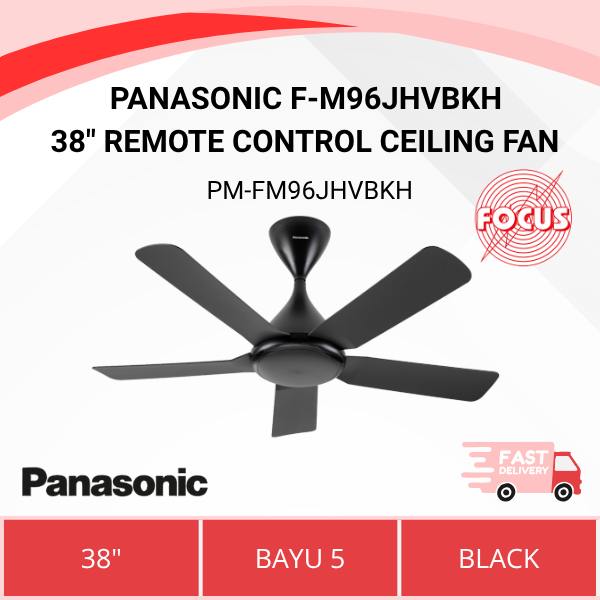 PANASONIC F-M96JHVBKH
38" REMOTE CONTROL CEILING FAN
PM-FM96JHVBKH
FOCUS
Panasonic
FAST
DELIVERY
Panasonic
38"
BAYU 5
BLACK